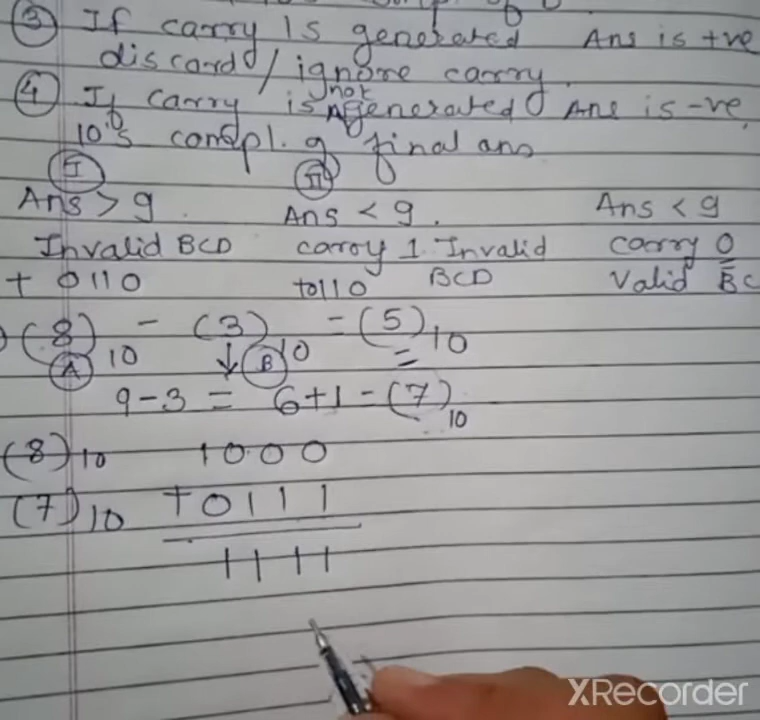 ③ If carry is generated Ans is +ve
discard / ignore carry.
④ If carry is not generated Ans is -ve.
10's compl. of final ans
I II
Ans > 9 Ans < 9. Ans < 9
Invalid BCD carry 1 Invalid BCD carry 0
+ 0110 +0110 Valid BC
(8)10 - (3)10 = (5)10
A B
9-3 = 6+1 = (7)10
(8)10 1000
(7)10 +0111
1111
XRecorder